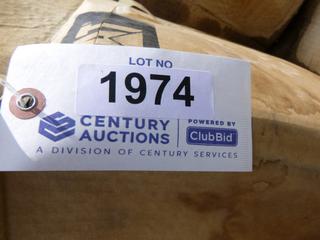 LOT NO
1974
CENTURY
AUCTIONS
POWERED BY
ClubBid
A DIVISION OF CENTURY SERVICES